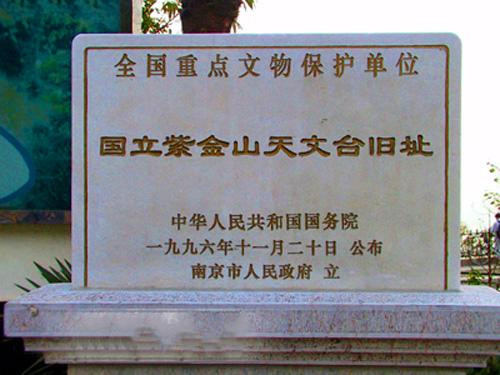 全国重点文物保护单位
国立紫金山天文台旧址
中华人民共和国国务院
一九九六年十一月二十日 公布
南京市人民政府 立